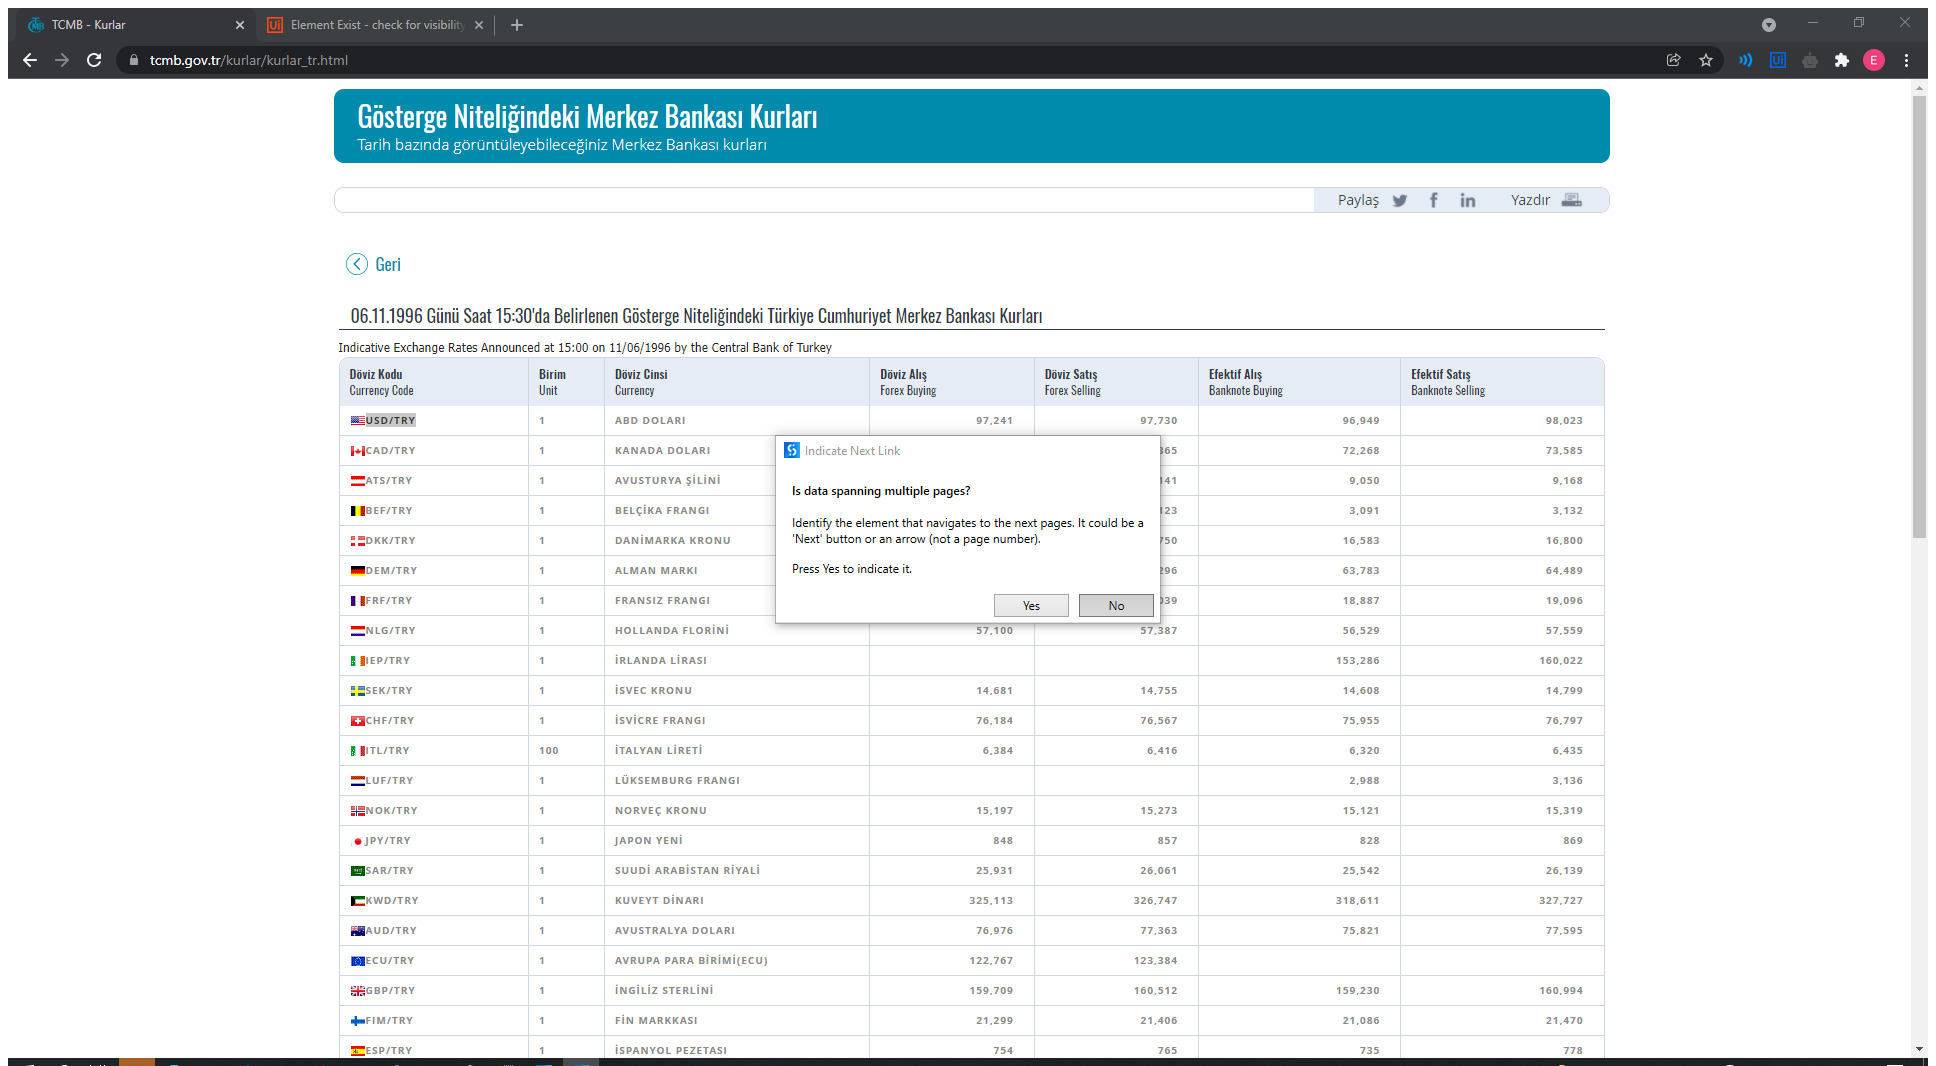 TCMB - Kurlar
Element Exist - check for visibility
tcmb.gov.tr/kurlar/kurlar_tr.html
E
Gösterge Niteliğindeki Merkez Bankası Kurları
Tarih bazında görüntüleyebileceğiniz Merkez Bankası kurları
Paylaş Yazdır
Geri
06.11.1996 Günü Saat 15:30'da Belirlenen Gösterge Niteliğindeki Türkiye Cumhuriyet Merkez Bankası Kurları
Indicative Exchange Rates Announced at 15:00 on 11/06/1996 by the Central Bank of Turkey
Döviz Kodu Birim Döviz Cinsi Döviz Alış Döviz Satış Efektif Alış Efektif Satış
Currency Code Unit Currency Forex Buying Forex Selling Banknote Buying Banknote Selling
USD/TRY 1 ABD DOLARI 97,241 97,730 96,949 98,023
CAD/TRY 1 KANADA DOLARI 365 72,268 73,585
ATS/TRY 1 AVUSTURYA ŞİLİNİ 141 9,050 9,168
BEF/TRY 1 BELÇİKA FRANGI 123 3,091 3,132
DKK/TRY 1 DANİMARKA KRONU 750 16,583 16,800
DEM/TRY 1 ALMAN MARKI 296 63,783 64,489
FRF/TRY 1 FRANSIZ FRANGI 039 18,887 19,096
Indicate Next Link
Is data spanning multiple pages?
Identify the element that navigates to the next pages. It could be a
'Next' button or an arrow (not a page number).
Press Yes to indicate it.
Yes No
NLG/TRY 1 HOLLANDA FLORİNİ 57,100 57,387 56,529 57,559
IEP/TRY 1 İRLANDA LİRASI 153,286 160,022
SEK/TRY 1 İSVEC KRONU 14,681 14,755 14,608 14,799
CHF/TRY 1 İSVİCRE FRANGI 76,184 76,567 75,955 76,797
ITL/TRY 100 İTALYAN LİRETİ 6,384 6,416 6,320 6,435
LUF/TRY 1 LÜKSEMBURG FRANGI 2,988 3,136
NOK/TRY 1 NORVEÇ KRONU 15,197 15,273 15,121 15,319
JPY/TRY 1 JAPON YENİ 848 857 828 869
SAR/TRY 1 SUUDİ ARABİSTAN RİYALİ 25,931 26,061 25,542 26,139
KWD/TRY 1 KUVEYT DİNARI 325,113 326,747 318,611 327,727
AUD/TRY 1 AVUSTRALYA DOLARI 76,976 77,363 75,821 77,595
ECU/TRY 1 AVRUPA PARA BİRİMİ(ECU) 122,767 123,384
GBP/TRY 1 İNGİLİZ STERLİNİ 159,709 160,512 159,230 160,994
FIM/TRY 1 FİN MARKKASI 21,299 21,406 21,086 21,470
ESP/TRY 1 İSPANYOL PEZETASI 754 765 735 778